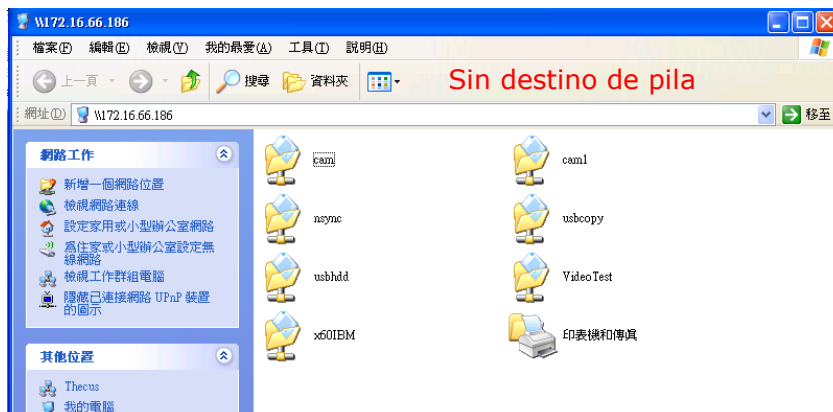 \\172.16.66.186
檔案(F) 編輯(E) 檢視(V) 我的最愛(A) 工具(T) 說明(H)
上一頁 搜尋 資料夾 Sin destino de pila
網址(D) \\172.16.66.186 移至
網路工作
新增一個網路位置
檢視網路連線
設定家用或小型辦公室網路
為住家或小型辦公室設定無
線網路
檢視工作群組電腦
隱藏已連接網路 UPnP 裝置
的圖示
其他位置
Thecus
我的電腦
cam cam1
nsync usbcopy
usbhdd VideoTest
x60IBM 印表機和傳真